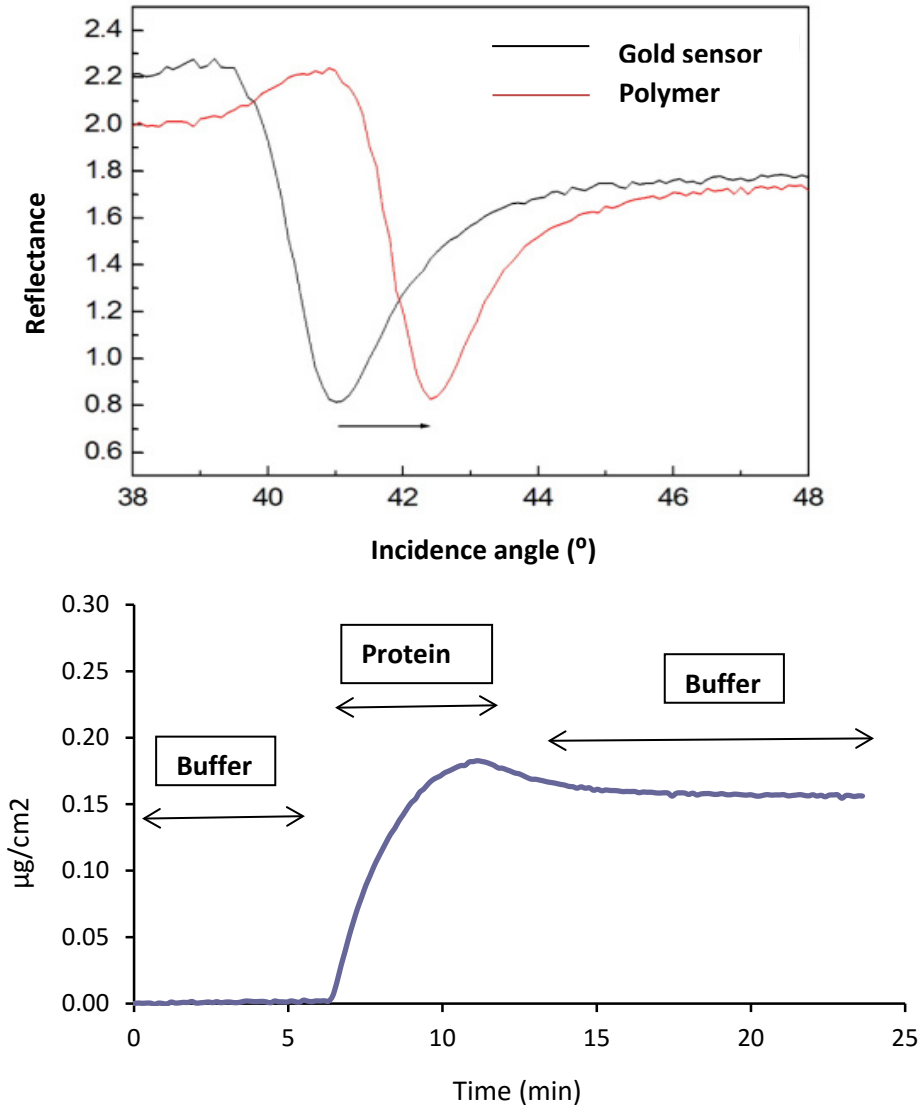 2.4
2.2
2.0
1.8
1.6
1.4
1.2
1.0
0.8
0.6
Reflectance
Gold sensor
Polymer
38 40 42 44 46 48
Incidence angle (⁰)
0.30
0.25
0.20
0.15
0.10
0.05
0.00
µg/cm2
Protein
Buffer
Buffer
0 5 10 15 20 25
Time (min)